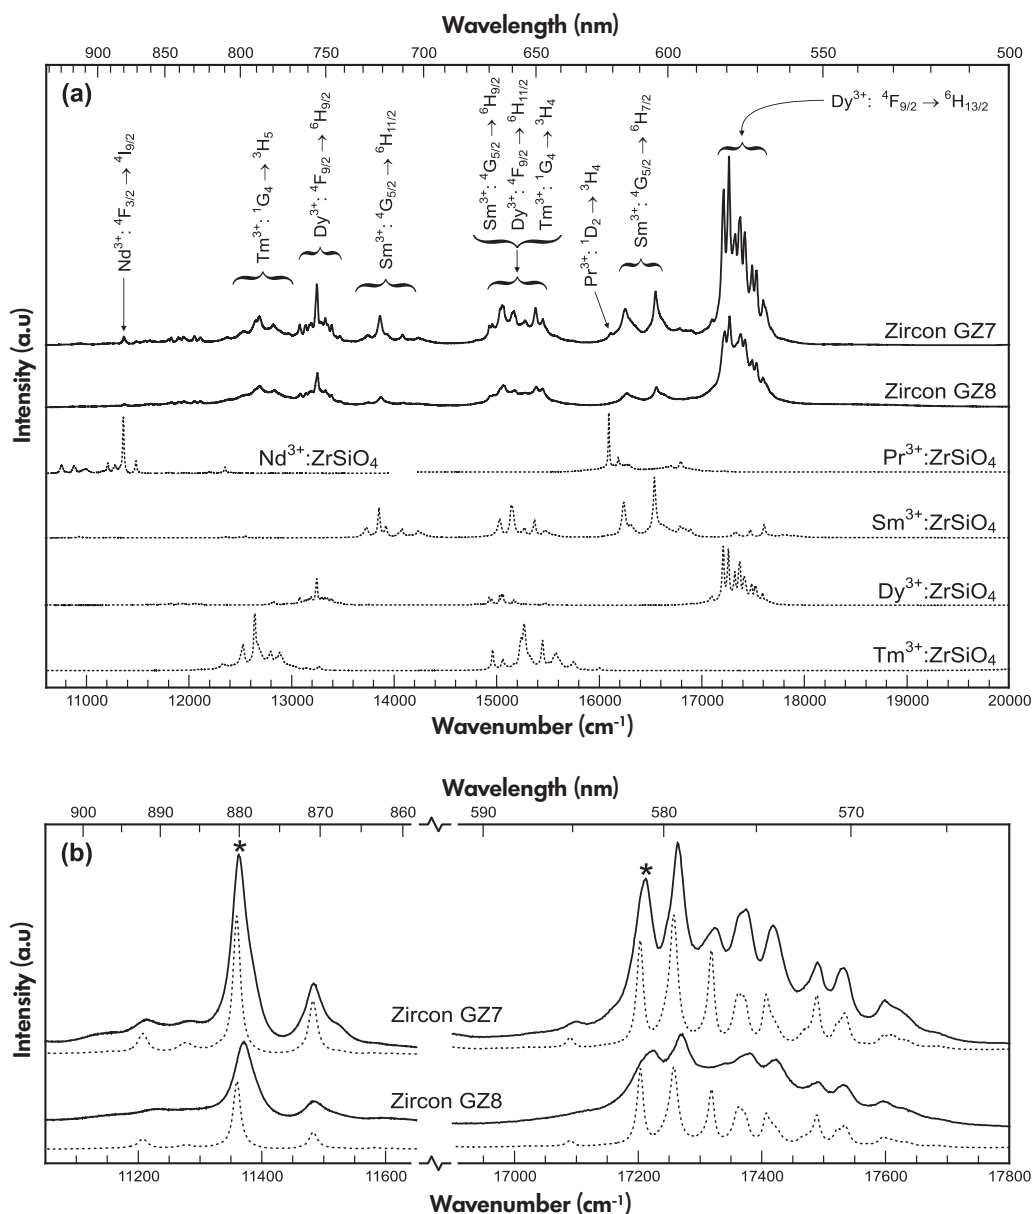 Wavelength (nm)
900 850 800 750 700 650 600 550 500
(a)
Nd³⁺: ⁴F₃/₂ → ⁴I₉/₂
Tm³⁺: ¹G₄ → ³H₅
Dy³⁺: ⁴F₉/₂ → ⁶H₉/₂
Sm³⁺: ⁴G₅/₂ → ⁶H₁₁/₂
Sm³⁺: ⁴G₅/₂ → ⁶H₉/₂
Dy³⁺: ⁴F₉/₂ → ⁶H₁₁/₂
Tm³⁺: ¹G₄ → ³H₄
Pr³⁺: ¹D₂ → ³H₄
Sm³⁺: ⁴G₅/₂ → ⁶H₇/₂
Dy³⁺: ⁴F₉/₂ → ⁶H₁₃/₂
Intensity (a.u)
Zircon GZ7
Zircon GZ8
Nd³⁺:ZrSiO₄ Pr³⁺:ZrSiO₄
Sm³⁺:ZrSiO₄
Dy³⁺:ZrSiO₄
Tm³⁺:ZrSiO₄
11000 12000 13000 14000 15000 16000 17000 18000 19000 20000
Wavenumber (cm⁻¹)
Wavelength (nm)
900 890 880 870 860 590 580 570
(b)
* *
Intensity (a.u)
Zircon GZ7
Zircon GZ8
11200 11400 11600 17000 17200 17400 17600 17800
Wavenumber (cm⁻¹)